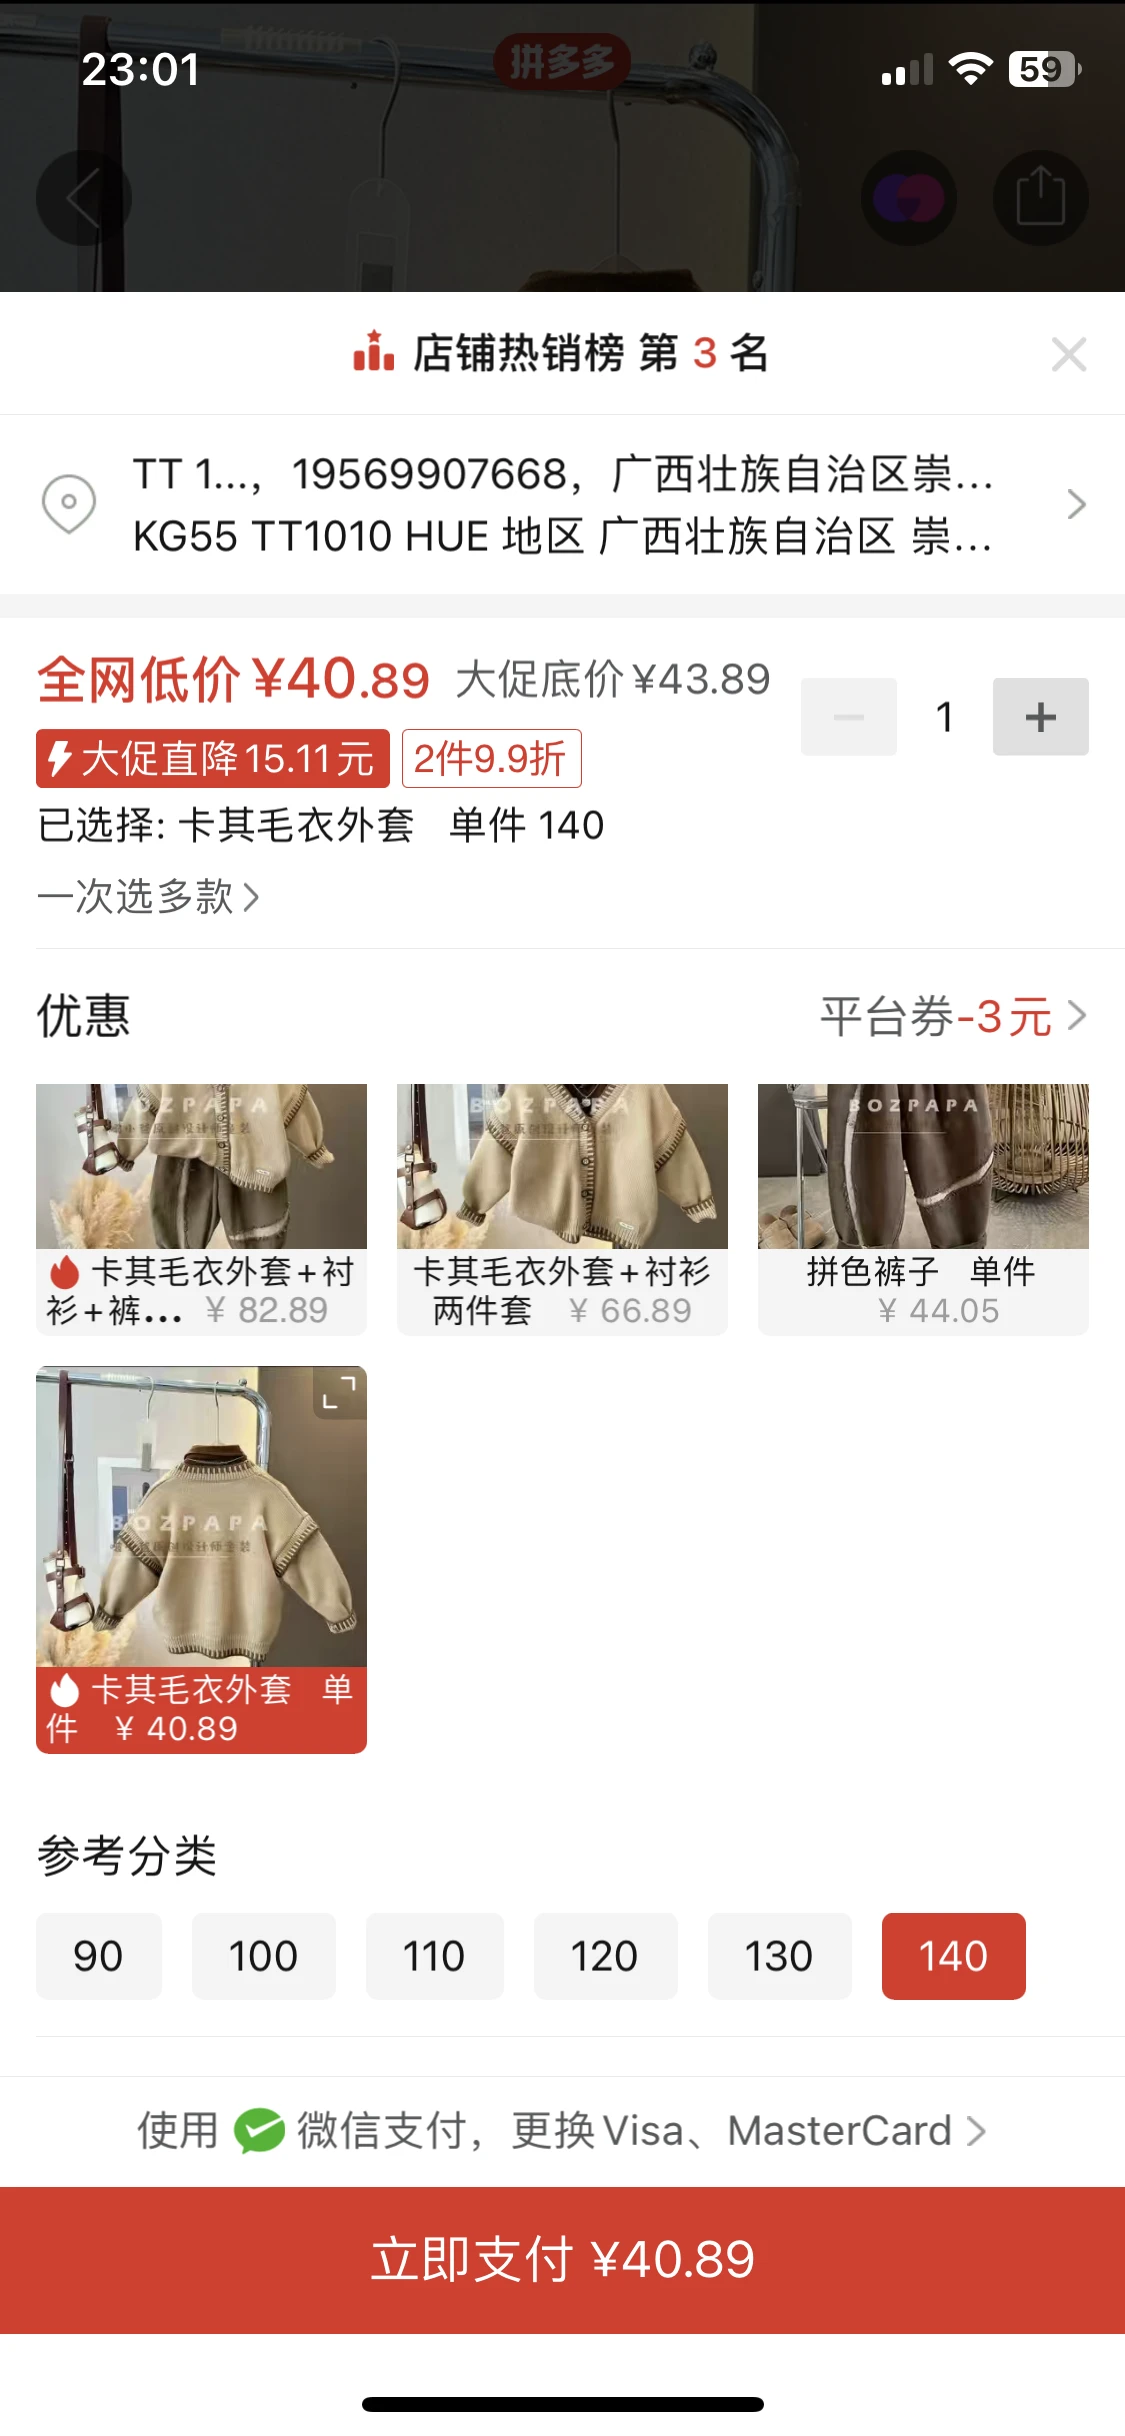 23:01
拼多多
59
店铺热销榜 第 3 名
TT 1...，19569907668，广西壮族自治区崇...
KG55 TT1010 HUE 地区 广西壮族自治区 崇...
全网低价 ¥40.89 大促底价 ¥43.89
大促直降15.11元 2件9.9折
1
已选择: 卡其毛衣外套 单件 140
一次选多款
优惠
平台券-3元
BOZPAPA
BOZPAPA
BOZPAPA
卡其毛衣外套+衬
衫+裤... ¥ 82.89
卡其毛衣外套+衬衫
两件套 ¥ 66.89
拼色裤子 单件
¥ 44.05
BOZPAPA
卡其毛衣外套 单
件 ¥ 40.89
参考分类
90 100 110 120 130 140
使用 微信支付，更换Visa、MasterCard
立即支付 ¥40.89